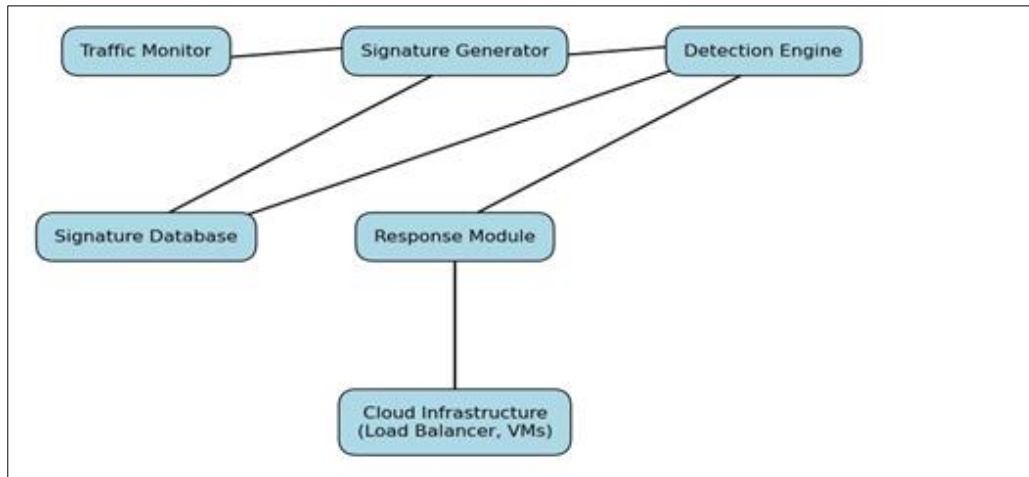 Traffic Monitor
Signature Generator
Detection Engine
Signature Database
Response Module
Cloud Infrastructure
(Load Balancer, VMs)